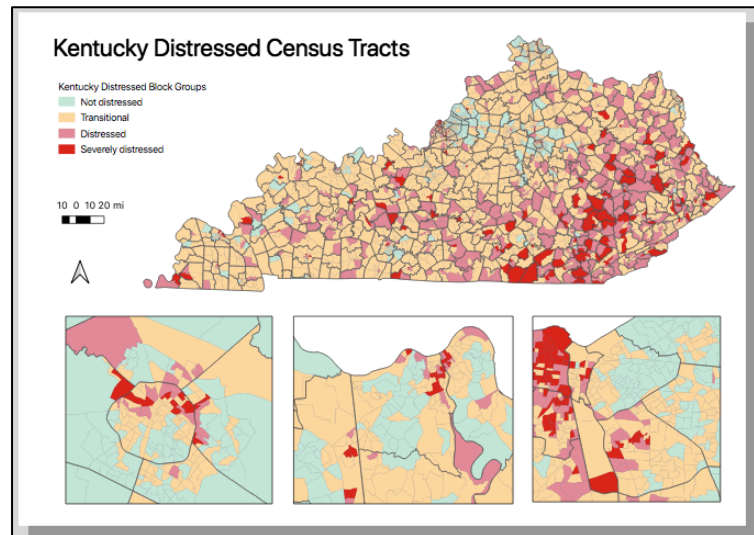 Kentucky Distressed Census Tracts
Kentucky Distressed Block Groups
Not distressed
Transitional
Distressed
Severely distressed
10 0 10 20 mi